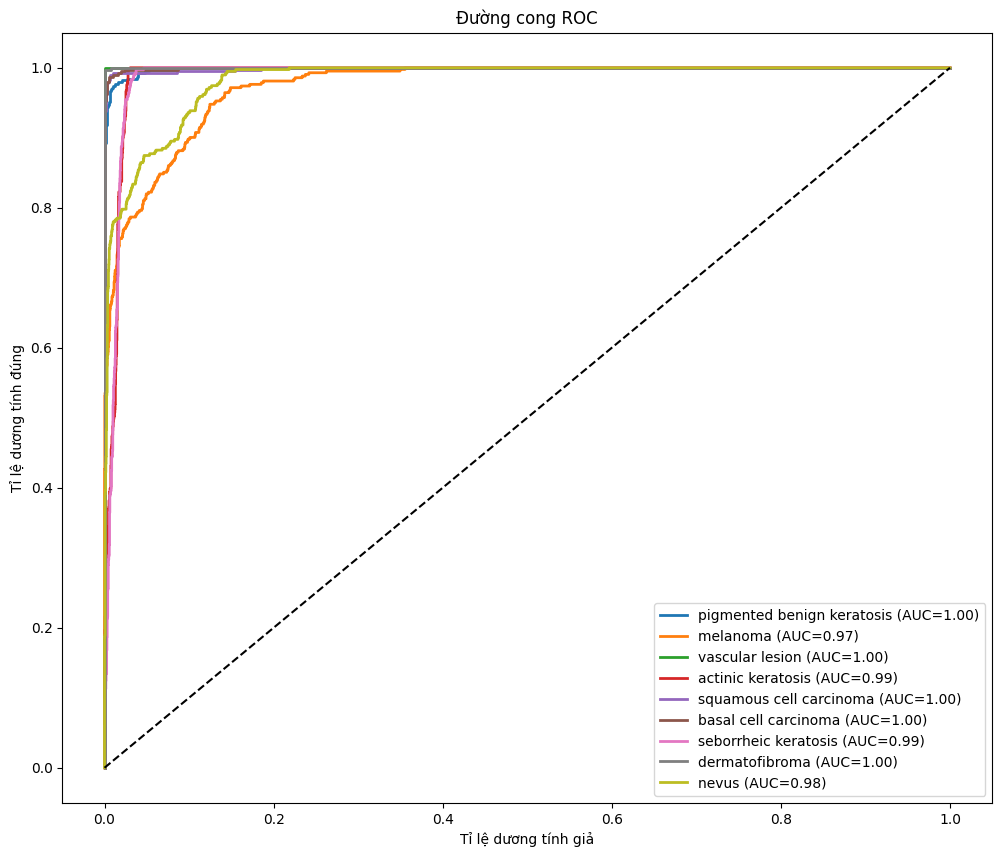 Đường cong ROC
Tỉ lệ dương tính đúng
1.0
0.8
0.6
0.4
0.2
0.0
0.0 0.2 0.4 0.6 0.8 1.0
Tỉ lệ dương tính giả
pigmented benign keratosis (AUC=1.00)
melanoma (AUC=0.97)
vascular lesion (AUC=1.00)
actinic keratosis (AUC=0.99)
squamous cell carcinoma (AUC=1.00)
basal cell carcinoma (AUC=1.00)
seborrheic keratosis (AUC=0.99)
dermatofibroma (AUC=1.00)
nevus (AUC=0.98)